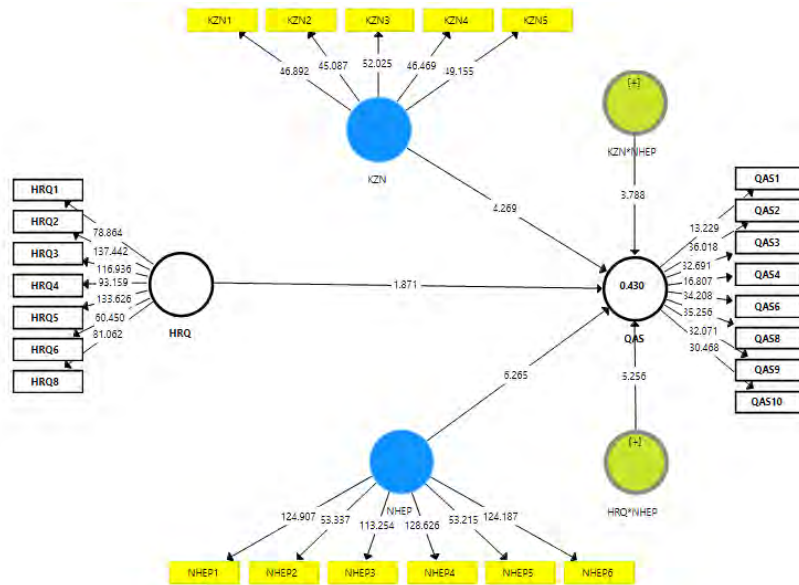 KZN1 KZN2 KZN3 KZN4 KZN5
46.892 45.087 52.025 46.469 49.155
[+]
KZN*NHEP
KZN
3.788
4.269
HRQ1
HRQ2
HRQ3
HRQ4
HRQ5
HRQ6
HRQ8
78.864
137.442
116.936
93.159
133.626
60.450
81.062
HRQ
1.871
0.430
QAS
QAS1
QAS2
QAS3
QAS4
QAS6
QAS8
QAS9
QAS10
13.229
36.018
32.691
16.807
34.208
35.256
32.071
30.468
6.265
[+]
HRQ*NHEP
NHEP
124.907 53.337 113.254 128.626 53.215 124.187
NHEP1 NHEP2 NHEP3 NHEP4 NHEP5 NHEP6